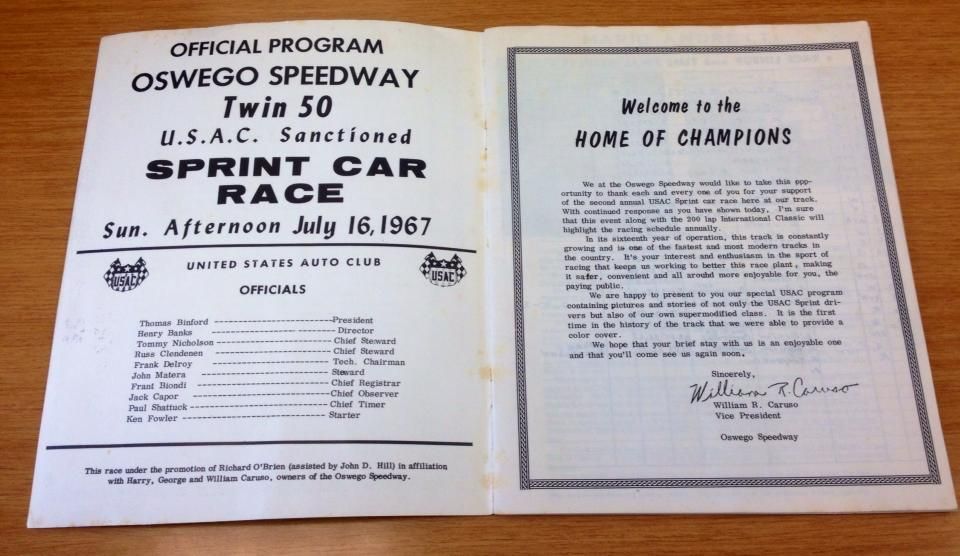 OFFICIAL PROGRAM
OSWEGO SPEEDWAY
Twin 50
U.S.A.C. Sanctioned
SPRINT CAR
RACE
Sun. Afternoon July 16, 1967
USAC
UNITED STATES AUTO CLUB
USAC
OFFICIALS
Thomas Binford ----------------------President
Henry Banks ----------------------Director
Tommy Nicholson --------------------Chief Steward
Russ Clendenen --------------------Chief Steward
Frank Delroy --------------------Tech. Chairman
John Matera --------------------Steward
Frant Biondi ----------------------Chief Registrar
Jack Capor ----------------------Chief Observer
Paul Shattuck ----------------------Chief Timer
Ken Fowler ----------------------Starter
This race under the promotion of Richard O'Brien (assisted by John D. Hill) in affiliation
with Harry, George and William Caruso, owners of the Oswego Speedway.
Welcome to the
HOME OF CHAMPIONS
We at the Oswego Speedway would like to take this opp-
ortunity to thank each and every one of you for your support
of the second annual USAC Sprint car race here at our track.
With continued response as you have shown today, I'm sure
that this event along with the 200 lap International Classic will
highlight the racing schedule annually.
In its sixteenth year of operation, this track is constantly
growing and is one of the fastest and most modern tracks in
the country. It's your interest and enthusiasm in the sport of
racing that keeps us working to better this race plant, making
it safer, convenient and all around more enjoyable for you, the
paying public.
We are happy to present to you our special USAC program
containing pictures and stories of not only the USAC Sprint dri-
vers but also of our own supermodified class. It is the first
time in the history of the track that we were able to provide a
color cover.
We hope that your brief stay with us is an enjoyable one
and that you'll come see us again soon.
Sincerely,
William R. Caruso
William R. Caruso
Vice President
Oswego Speedway